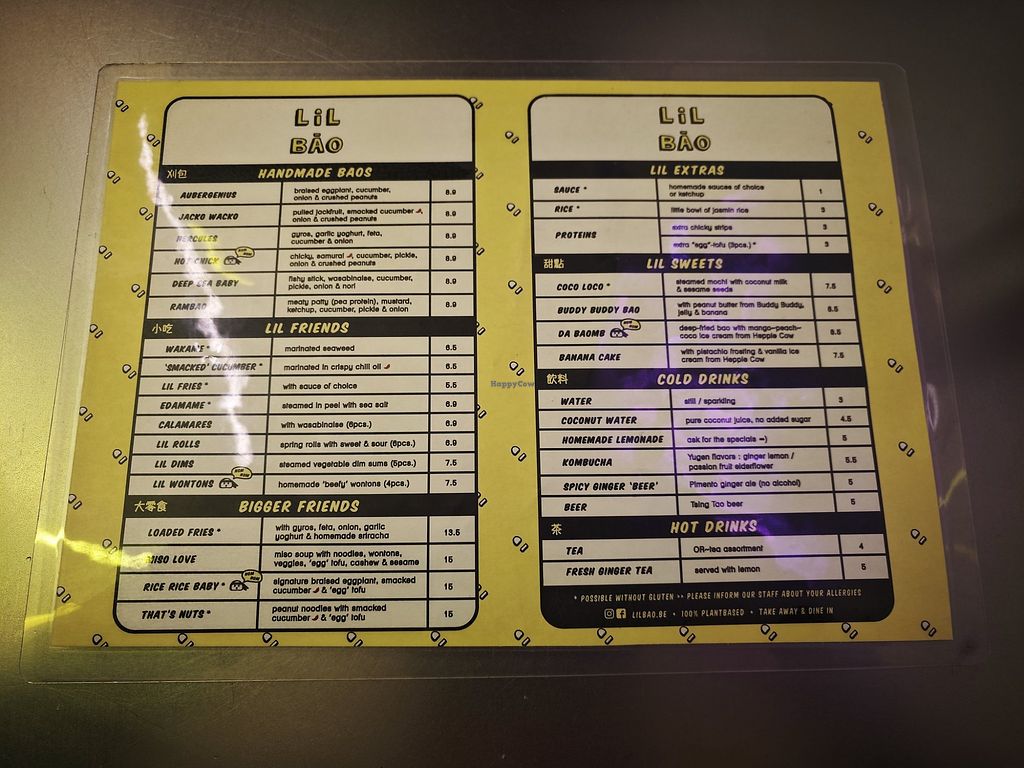 LiL
BĀO
刈包 HANDMADE BAOS
AUBERGENIUS braised eggplant, cucumber, onion & crushed peanuts 6.9
JACKO WACKO pulled jackfruit, smacked cucumber, onion & crushed peanuts 6.9
HERCULES gyros, garlic yoghurt, feta, cucumber & onion 6.9
HOT CHICK chicky, samurai, cucumber, pickle, onion & crushed peanuts 6.9
DEEP SEA BABY fishy stick, wasabinaise, cucumber, pickle, onion & nori 6.9
RAMBAO meaty patty (pea protein), mustard, ketchup, cucumber, pickle & onion 6.9
小吃 LIL FRIENDS
WAKAME * marinated seaweed 6.5
'SMACKED' CUCUMBER * marinated in crispy chili oil 6.9
LIL FRIES * with sauce of choice 5.5
EDAMAME * steamed in peel with sea salt 6.9
CALAMARES with wasabinaise (6pcs.) 6.9
LIL ROLLS spring rolls with sweet & sour (6pcs.) 6.9
LIL DIMS steamed vegetable dim sums (5pcs.) 7.5
LIL WONTONS homemade 'beefy' wontons (4pcs.) 7.5
大零食 BIGGER FRIENDS
LOADED FRIES * with gyros, feta, onion, garlic yoghurt & homemade sriracha 13.5
MISO LOVE miso soup with noodles, wontons, veggies, 'egg' tofu, cashew & sesame 15
RICE RICE BABY * signature braised eggplant, smacked cucumber & 'egg' tofu 15
THAT'S NUTS * peanut noodles with smacked cucumber & 'egg' tofu 15
LiL
BĀO
LIL EXTRAS
SAUCE * homemade sauces of choice or ketchup 1
RICE * little bowl of jasmin rice 3
PROTEINS extra chicky strips 3
extra "egg"-tofu (3pcs.) * 3
甜點 LIL SWEETS
COCO LOCO * steamed mochi with coconut milk & sesame seeds 7.5
BUDDY BUDDY BAO with peanut butter from Buddy Buddy, jelly & banana 6.5
DA BAOMB deep-fried bao with mango-peach-coco ice cream from Heppie Cow 8.5
BANANA CAKE with pistachio frosting & vanilla ice cream from Heppie Cow 7.5
飲料 COLD DRINKS
WATER still / sparkling 3
COCONUT WATER pure coconut juice, no added sugar 4.5
HOMEMADE LEMONADE ask for the specials =) 5
KOMBUCHA Yugen flavors : ginger lemon / passion fruit elderflower 5.5
SPICY GINGER 'BEER' Pimento ginger ale (no alcohol) 5
BEER Tsing Tao beer 5
茶 HOT DRINKS
TEA OR-tea assortment 4
FRESH GINGER TEA served with lemon 5
* POSSIBLE WITHOUT GLUTEN >> PLEASE INFORM OUR STAFF ABOUT YOUR ALLERGIES
LILBAO.BE • 100% PLANTBASED • TAKE AWAY & DINE IN
HappyCow